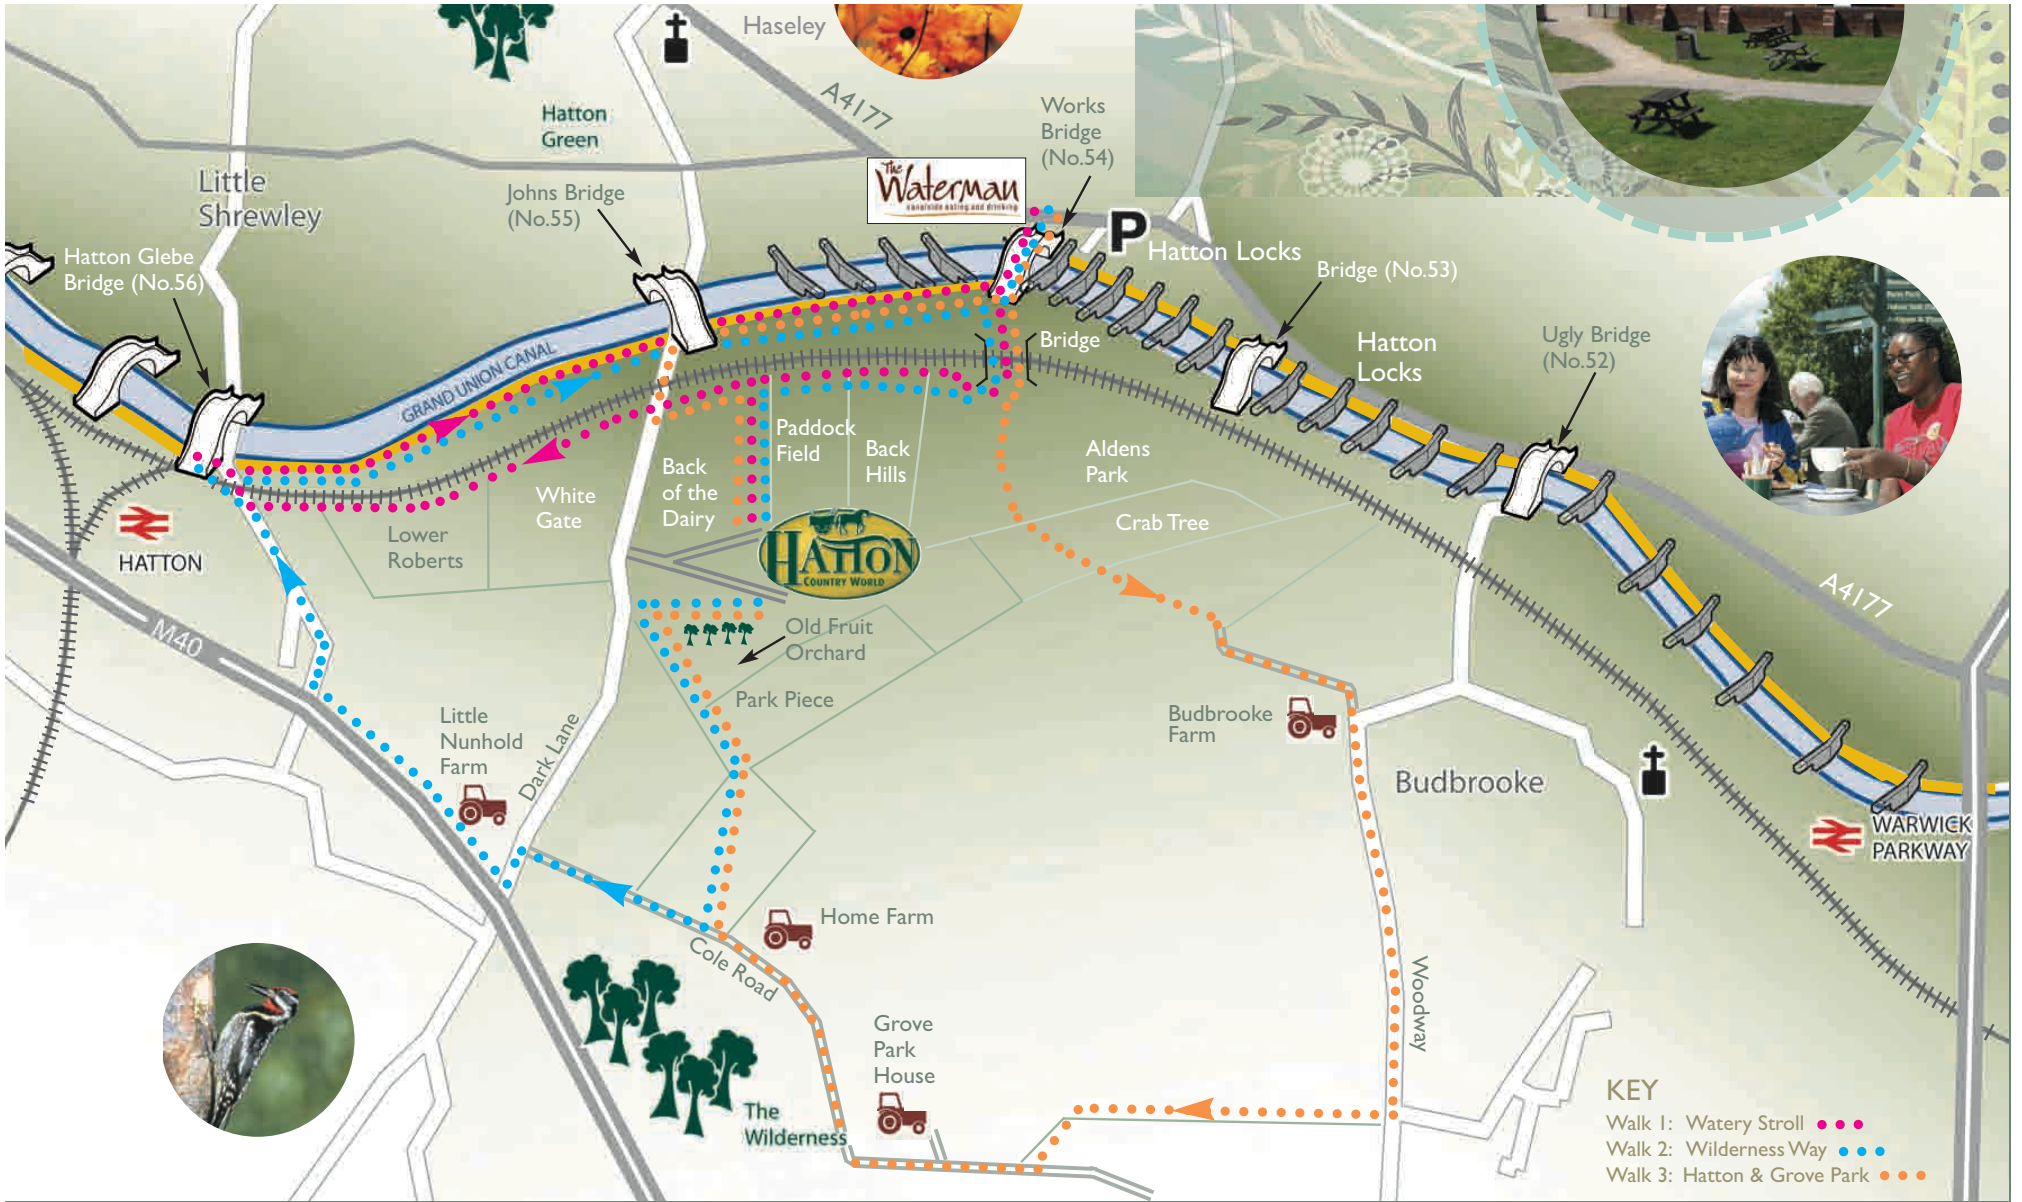 Haseley
A4177
Hatton
Green
Works
Bridge
(No.54)
The
Waterman
canalside eating and drinking
Little
Shrewley
Johns Bridge
(No.55)
P
Hatton Locks
Hatton Glebe
Bridge (No.56)
Bridge (No.53)
Ugly Bridge
(No.52)
Hatton
Locks
Bridge
GRAND UNION CANAL
Paddock
Field
Back
Hills
Aldens
Park
Back
of the
Dairy
White
Gate
Crab Tree
Lower
Roberts
HATTON
HATTON
COUNTRY WORLD
A4177
M40
Old Fruit
Orchard
Park Piece
Little
Nunhold
Farm
Dark Lane
Budbrooke
Farm
Budbrooke
WARWICK
PARKWAY
Home Farm
Cole Road
Woodway
Grove
Park
House
The
Wilderness
KEY
Walk 1: Watery Stroll
Walk 2: Wilderness Way
Walk 3: Hatton & Grove Park